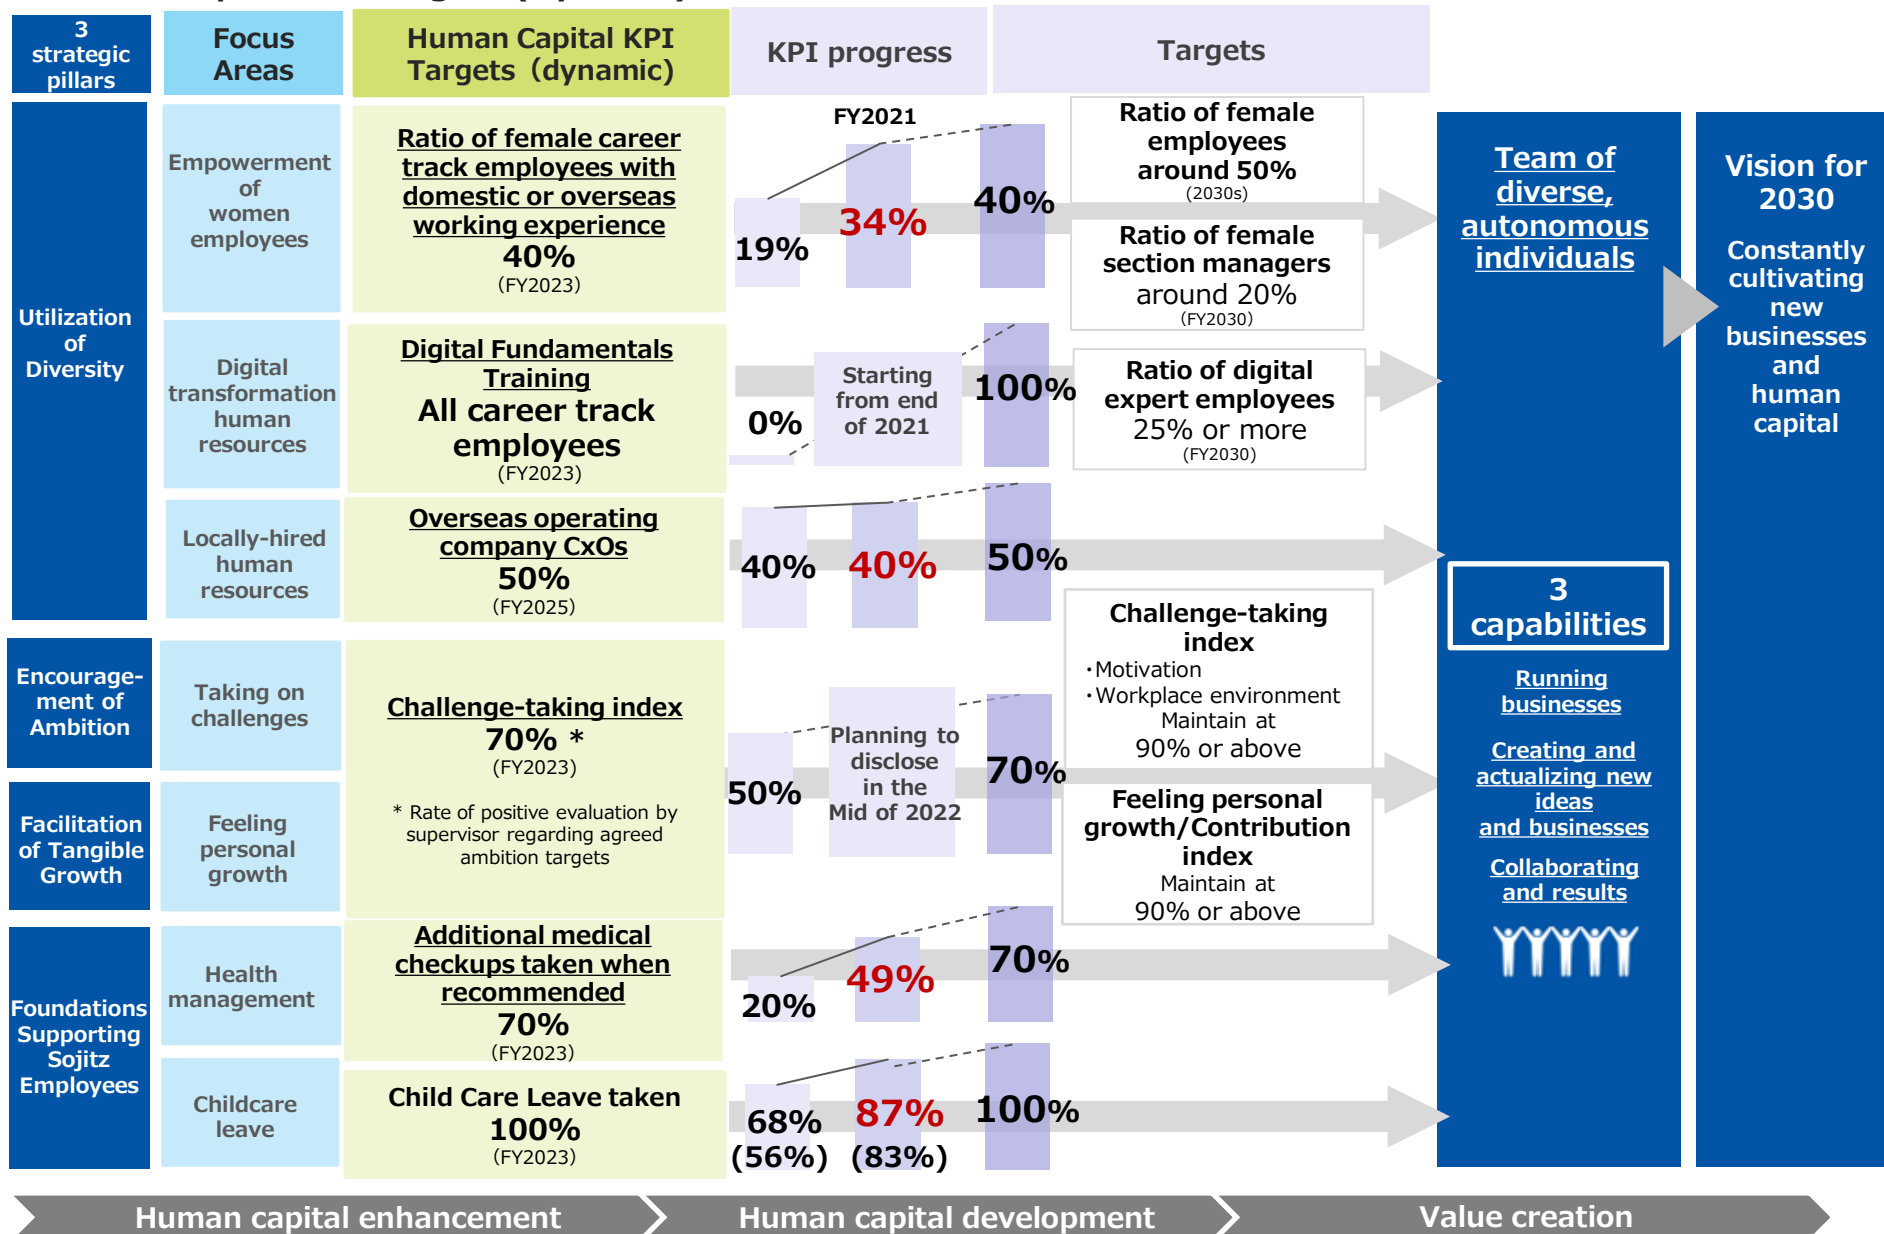 3
strategic
pillars
Focus
Areas
Human Capital KPI
Targets (dynamic)
KPI progress
Targets
Utilization
of
Diversity
Empowerment
of
women
employees
Ratio of female career
track employees with
domestic or overseas
working experience
40%
(FY2023)
FY2021
19%
34%
40%
Ratio of female
employees
around 50%
(2030s)
Ratio of female
section managers
around 20%
(FY2030)
Digital
transformation
human
resources
Digital Fundamentals
Training
All career track
employees
(FY2023)
0%
Starting
from end
of 2021
100%
Ratio of digital
expert employees
25% or more
(FY2030)
Locally-hired
human
resources
Overseas operating
company CxOs
50%
(FY2025)
40%
40%
50%
Encourage-
ment of
Ambition
Taking on
challenges
Challenge-taking index
70% *
(FY2023)
* Rate of positive evaluation by
supervisor regarding agreed
ambition targets
50%
Planning to
disclose
in the
Mid of 2022
70%
Challenge-taking
index
・Motivation
・Workplace environment
Maintain at
90% or above
Facilitation
of Tangible
Growth
Feeling
personal
growth
Feeling personal
growth/Contribution
index
Maintain at
90% or above
Foundations
Supporting
Sojitz
Employees
Health
management
Additional medical
checkups taken when
recommended
70%
(FY2023)
20%
49%
70%
Childcare
leave
Child Care Leave taken
100%
(FY2023)
68%
(56%)
87%
(83%)
100%
Team of
diverse,
autonomous
individuals
3
capabilities
Running
businesses
Creating and
actualizing new
ideas
and businesses
Collaborating
and results
Vision for
2030
Constantly
cultivating
new
businesses
and
human
capital
Human capital enhancement
Human capital development
Value creation